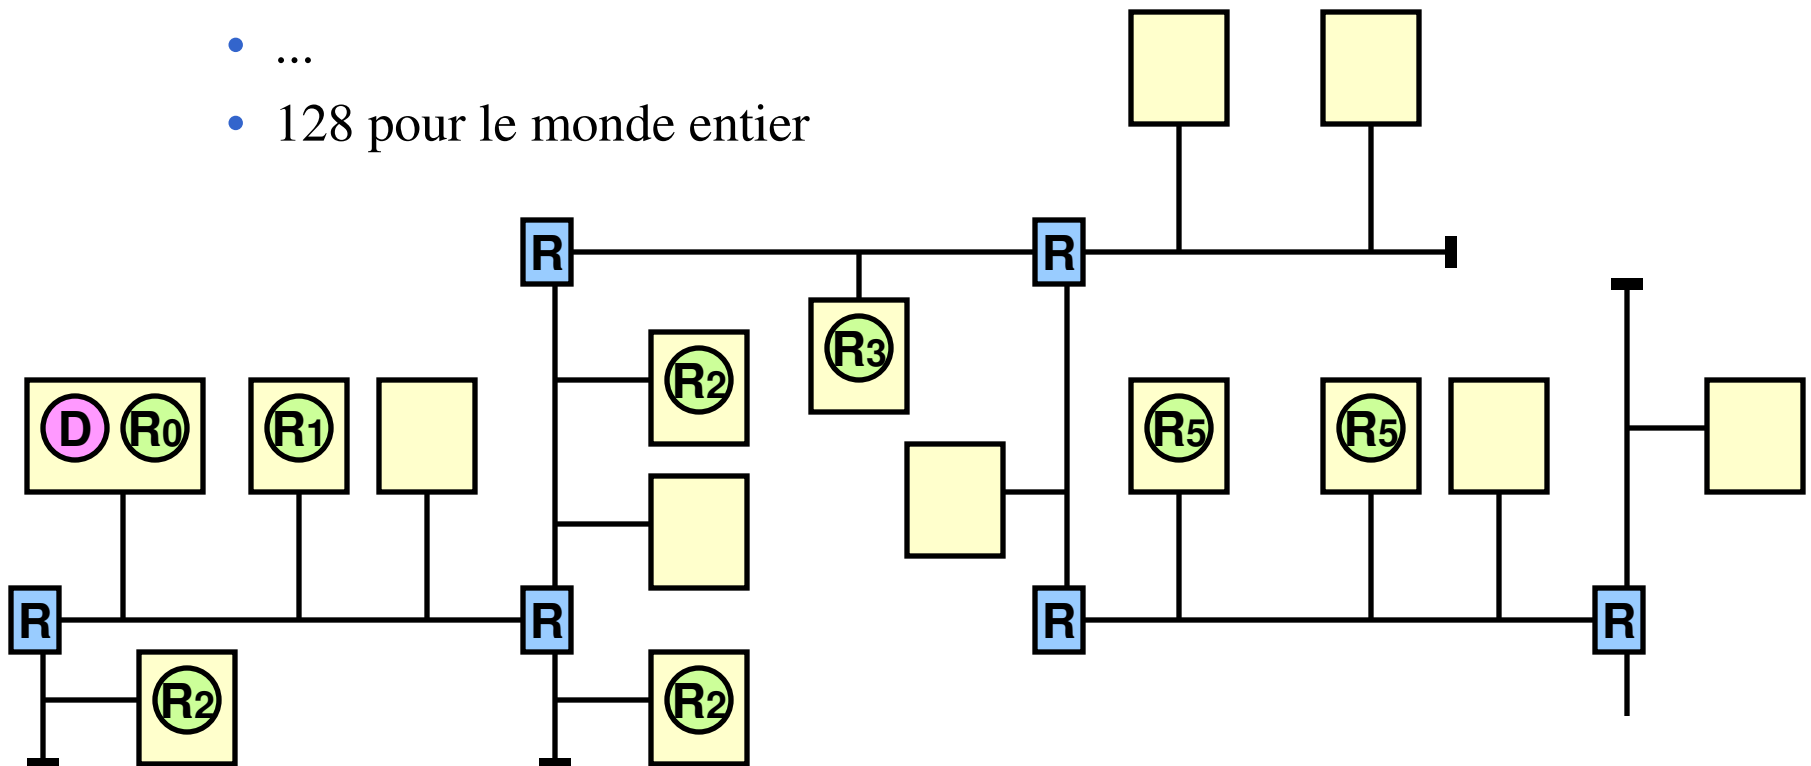 ...
128 pour le monde entier
R R
R2 R3
D R0 R1 R5 R5
R R R R
R2 R2